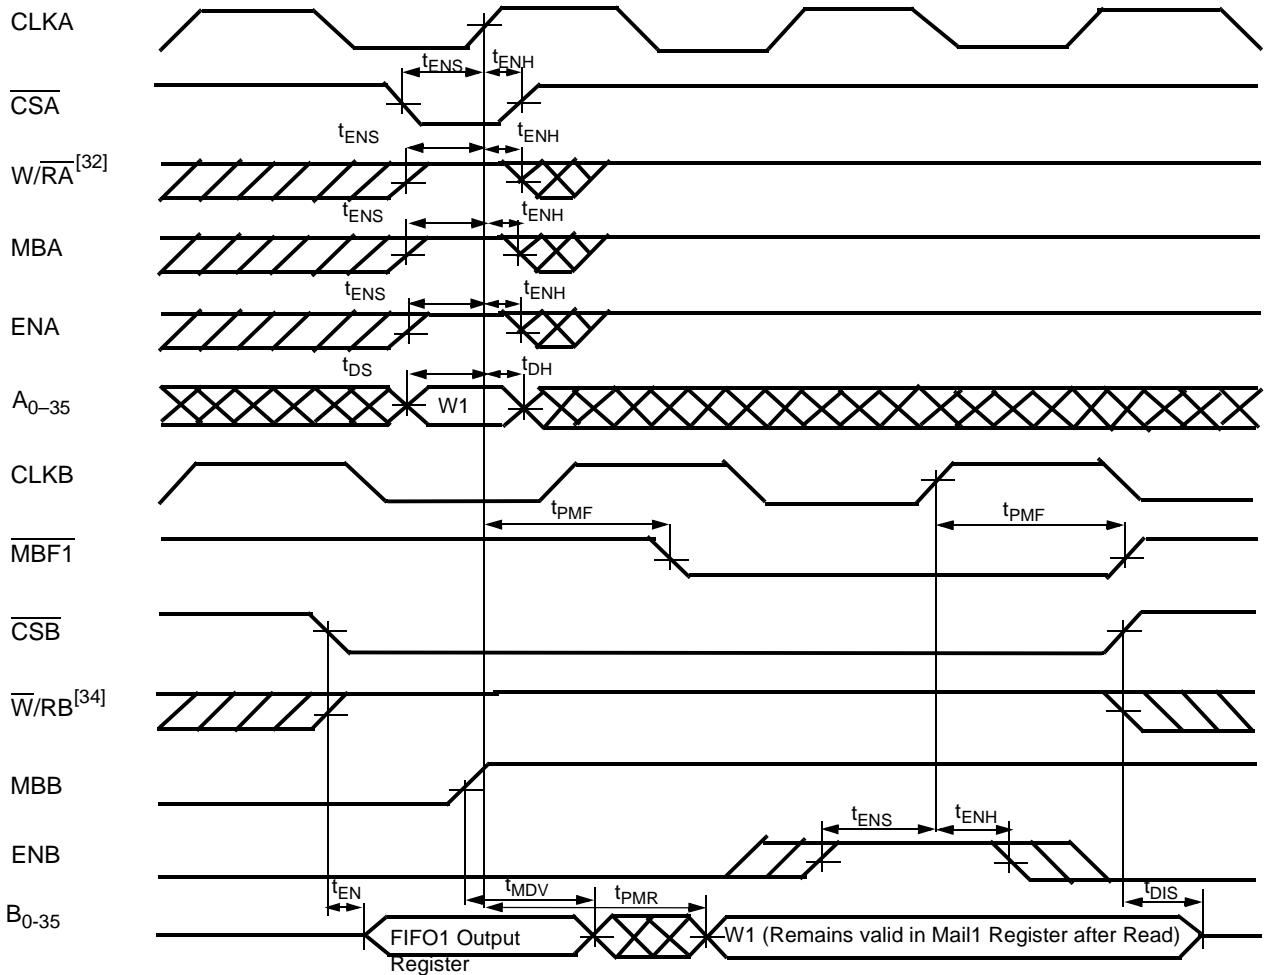 CLKA
tENS tENH
CSA
tENS tENH
W/RA[32]
tENS tENH
MBA
tENS tENH
ENA
tDS tDH
A0–35
W1
CLKB
tPMF tPMF
MBF1
CSB
W/RB[34]
MBB
tENS tENH
ENB
tEN tMDV tPMR tDIS
B0-35
FIFO1 Output
Register
W1 (Remains valid in Mail1 Register after Read)